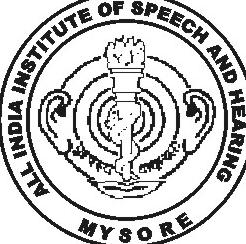 ALL INDIA INSTITUTE OF SPEECH AND HEARING
MYSORE